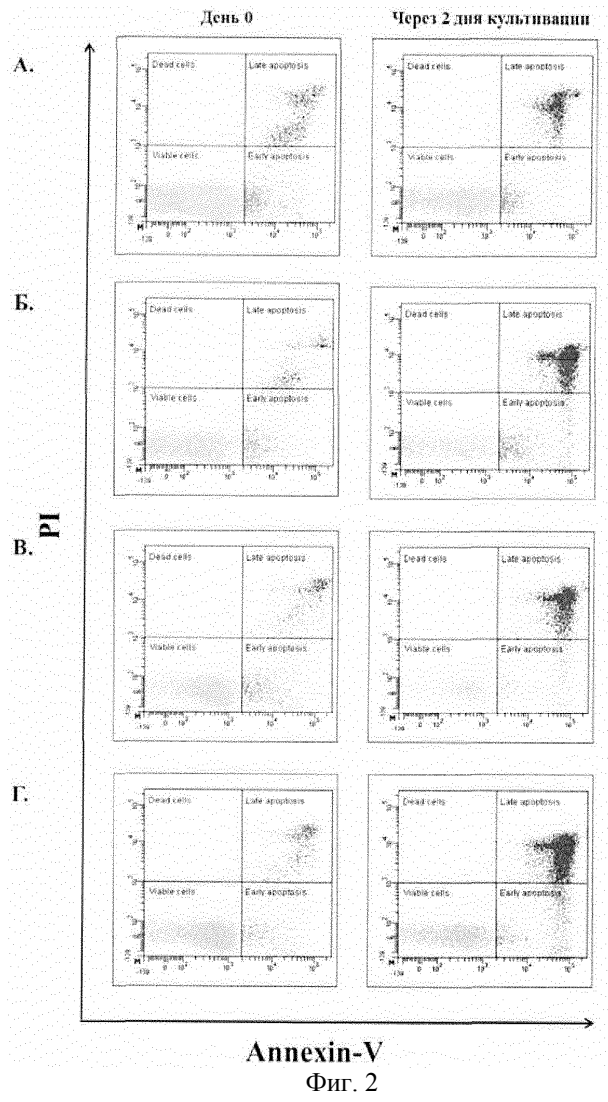 День 0
Через 2 дня культивации
А.
Dead cells
Late apoptosis
Viable cells
Early apoptosis
Dead cells
Late apoptosis
Viable cells
Early apoptosis
Б.
Dead cells
Late apoptosis
Viable cells
Early apoptosis
Dead cells
Late apoptosis
Viable cells
Early apoptosis
PI
В.
Dead cells
Late apoptosis
Viable cells
Early apoptosis
Dead cells
Late apoptosis
Viable cells
Early apoptosis
Г.
Dead cells
Late apoptosis
Viable cells
Early apoptosis
Dead cells
Late apoptosis
Viable cells
Early apoptosis
Annexin-V
Фиг. 2